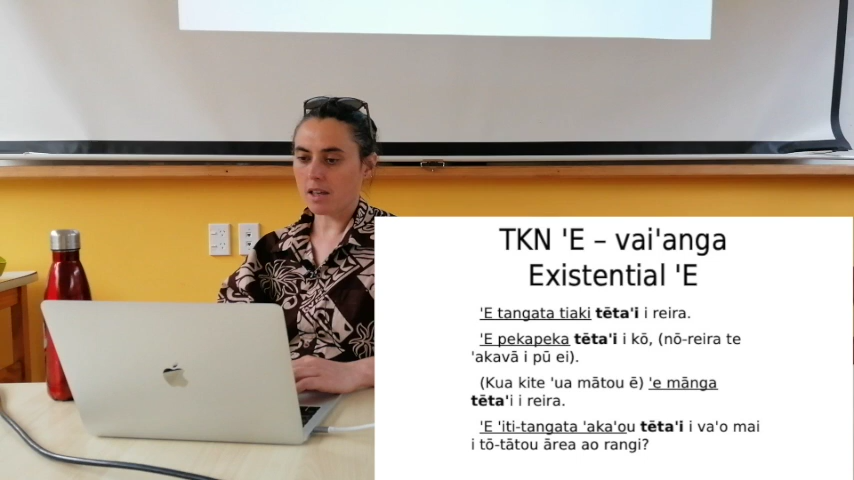 TKN 'E – vai'anga
Existential 'E
'E tangata tiaki tēta'i i reira.
'E pekapeka tēta'i i kō, (nō-reira te
'akavā i pū ei).
(Kua kite 'ua mātou ē) 'e mānga
tēta'i i reira.
'E 'iti-tangata 'aka'ou tēta'i i va'o mai
i tō-tātou ārea ao rangi?